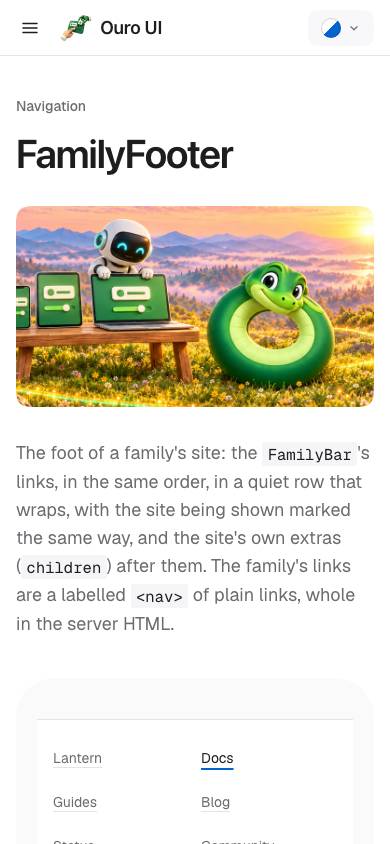 Ouro UI
Navigation
FamilyFooter
The foot of a family's site: the FamilyBar's
links, in the same order, in a quiet row that
wraps, with the site being shown marked
the same way, and the site's own extras
(children) after them. The family's links
are a labelled <nav> of plain links, whole
in the server HTML.
Lantern
Docs
Guides
Blog